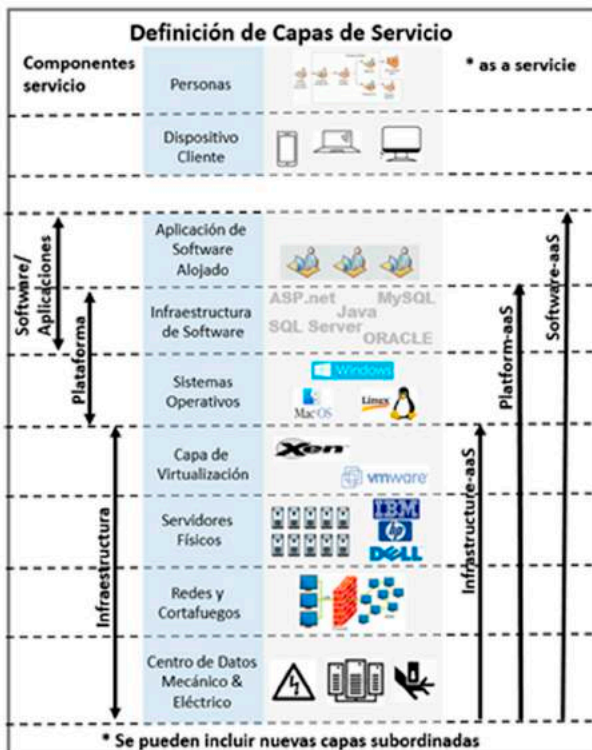 Definición de Capas de Servicio
Componentes
servicio
Personas
* as a servicie
Dispositivo
Cliente
Software/
Aplicaciones
Aplicación de
Software
Alojado
Software-aaS
Plataforma
Infraestructura
de Software
ASP.net
MySQL
Java
SQL Server
ORACLE
Platform-aaS
Sistemas
Operativos
Windows
Mac OS
Linux
Infraestructura
Capa de
Virtualización
Xen
vmware
Infrastructure-aaS
Servidores
Físicos
IBM
hp
DELL
Redes y
Cortafuegos
Centro de Datos
Mecánico &
Eléctrico
* Se pueden incluir nuevas capas subordinadas